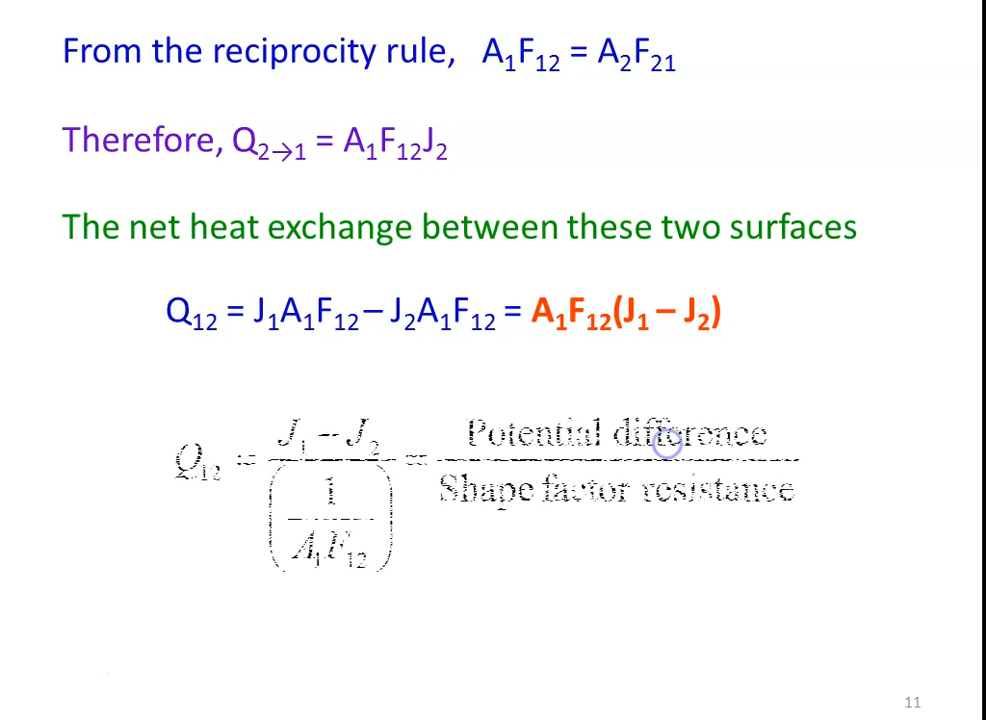 From the reciprocity rule, A₁F₁₂ = A₂F₂₁
Therefore, Q₂→₁ = A₁F₁₂J₂
The net heat exchange between these two surfaces
Q₁₂ = J₁A₁F₁₂ – J₂A₁F₁₂ = A₁F₁₂(J₁ – J₂)
Q₁₂ = (J₁ – J₂) / (1 / A₁F₁₂) = Potential difference / Shape factor resistance
11